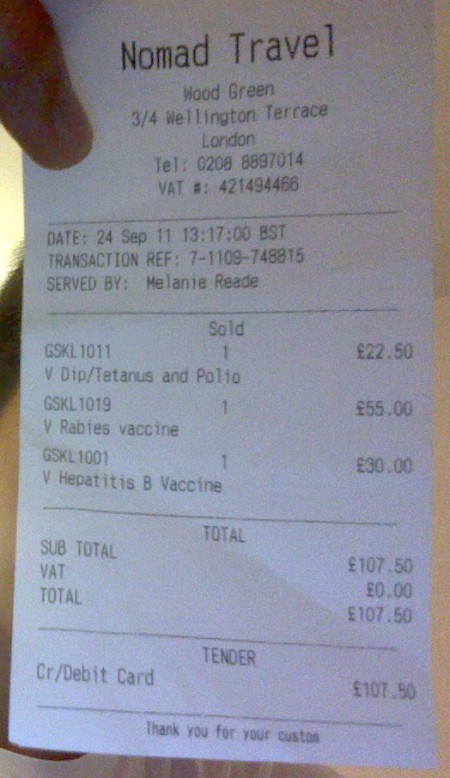 Nomad Travel
Wood Green
3/4 Wellington Terrace
London
Tel: 0208 8897014
VAT #: 421494466
DATE: 24 Sep 11 13:17:00 BST
TRANSACTION REF: 7-1109-748815
SERVED BY: Melanie Reade
Sold
GSKL1011 1 £22.50
V Dip/Tetanus and Polio
GSKL1019 1 £55.00
V Rabies vaccine
GSKL1001 1 £30.00
V Hepatitis B Vaccine
TOTAL
SUB TOTAL £107.50
VAT £0.00
TOTAL £107.50
TENDER
Cr/Debit Card £107.50
Thank you for your custom